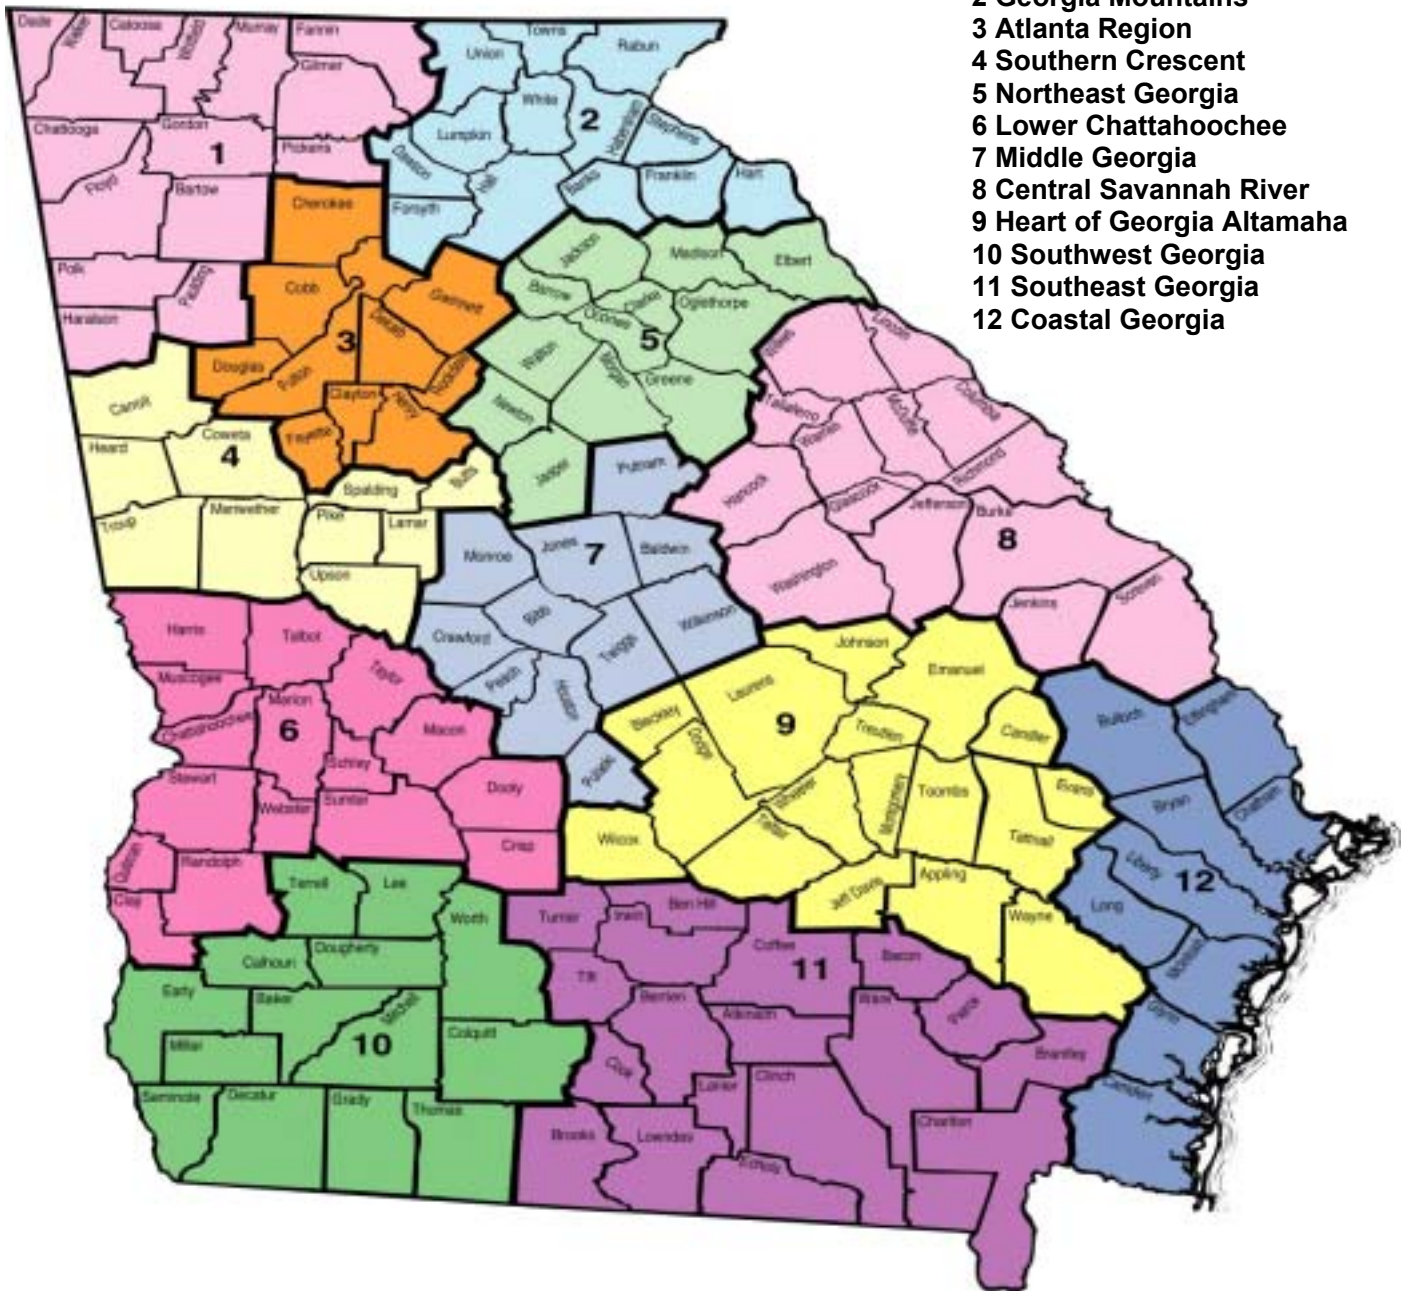 2 Georgia Mountains
3 Atlanta Region
4 Southern Crescent
5 Northeast Georgia
6 Lower Chattahoochee
7 Middle Georgia
8 Central Savannah River
9 Heart of Georgia Altamaha
10 Southwest Georgia
11 Southeast Georgia
12 Coastal Georgia
Dade
Walker
Catoosa
Whitfield
Murray
Fannin
Gilmer
Chattooga
Gordon
1
Pickens
Floyd
Bartow
Polk
Paulding
Haralson
Union
Towns
Rabun
White
2
Habersham
Stephens
Lumpkin
Dawson
Hall
Banks
Franklin
Hart
Forsyth
Cherokee
Cobb
Gwinnett
3
Dekalb
Douglas
Fulton
Rockdale
Clayton
Henry
Fayette
Jackson
Madison
Elbert
Barrow
Clarke
Oglethorpe
Oconee
5
Walton
Morgan
Greene
Newton
Jasper
Carroll
Heard
Coweta
4
Spalding
Butts
Troup
Meriwether
Pike
Lamar
Upson
Putnam
Monroe
Jones
7
Baldwin
Crawford
Bibb
Twiggs
Wilkinson
Peach
Houston
Pulaski
Wilkes
Lincoln
Taliaferro
McDuffie
Columbia
Warren
Richmond
Hancock
Glascock
Jefferson
Burke
8
Washington
Jenkins
Screven
Harris
Talbot
Muscogee
Taylor
Chattahoochee
Marion
6
Macon
Schley
Stewart
Webster
Sumter
Dooly
Crisp
Quitman
Randolph
Clay
Johnson
Emanuel
Laurens
Bleckley
9
Dodge
Treutlen
Candler
Wheeler
Montgomery
Toombs
Evans
Telfair
Tattnall
Wilcox
Jeff Davis
Appling
Wayne
Bulloch
Effingham
Bryan
Chatham
Liberty
12
Long
McIntosh
Glynn
Camden
Terrell
Lee
Worth
Calhoun
Dougherty
Early
Baker
Mitchell
Miller
10
Colquitt
Seminole
Decatur
Grady
Thomas
Turner
Irwin
Ben Hill
Coffee
Bacon
11
Tift
Berrien
Atkinson
Ware
Pierce
Brantley
Cook
Lanier
Clinch
Charlton
Brooks
Lowndes
Echols